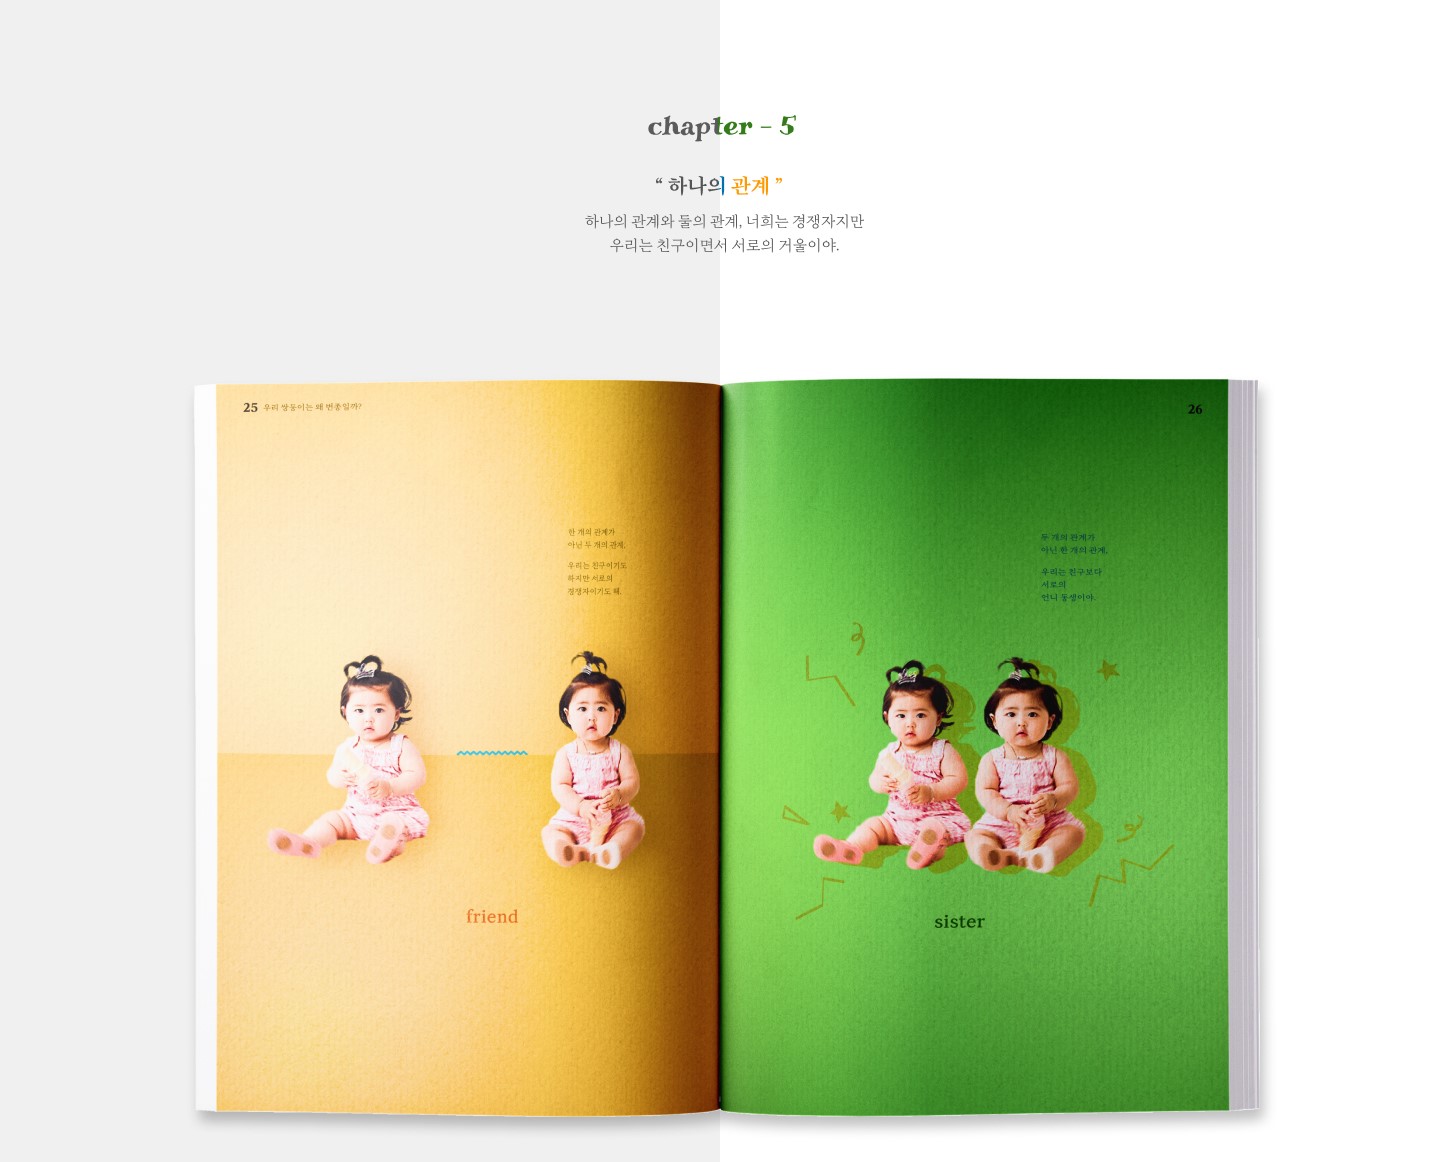 chapter - 5
“ 하나의 관계 ”
하나의 관계와 둘의 관계, 너희는 경쟁자지만
우리는 친구이면서 서로의 거울이야.
25 우리 쌍둥이는 왜 변종일까?
한 개의 관계가
아닌 두 개의 관계,
우리는 친구이기도
하지만 서로의
경쟁자이기도 해.
friend
26
두 개의 관계가
아닌 한 개의 관계,
우리는 친구보다
서로의
언니 동생이야.
sister